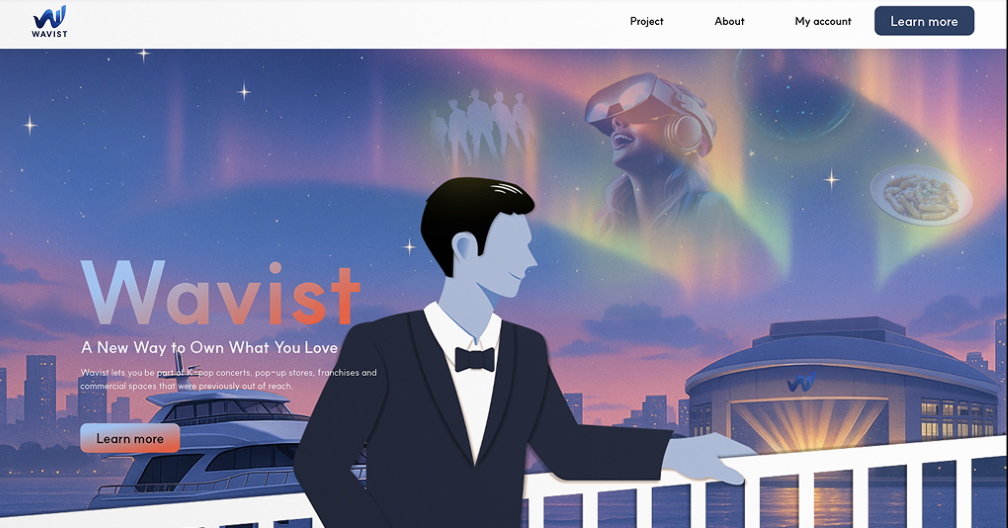 WAVIST
Project
About
My account
Learn more
Wavist
A New Way to Own What You Love
Wavist lets you be part of K-pop concerts, pop-up stores, franchises and
commercial spaces that were previously out of reach.
Learn more